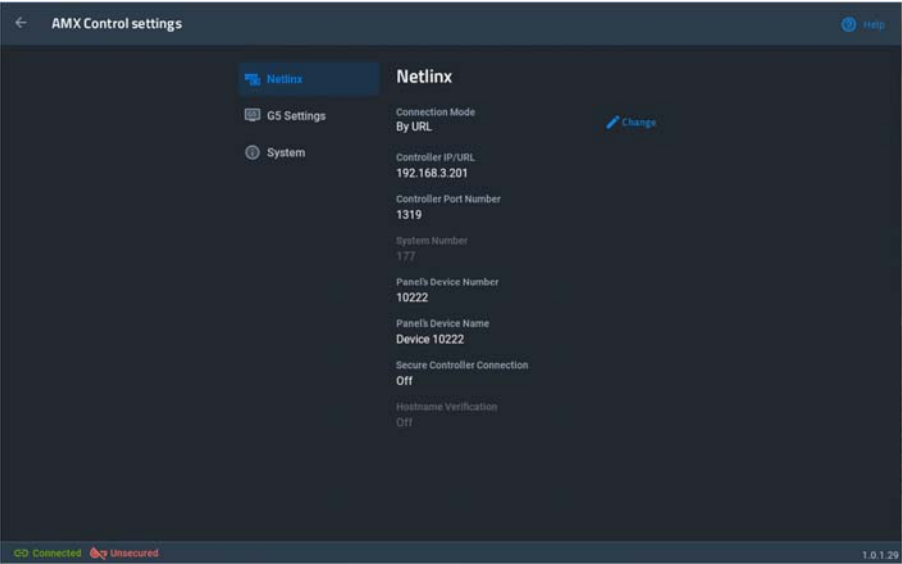 AMX Control settings
Help
Netlinx
G5 Settings
System
Netlinx
Connection Mode
By URL
Change
Controller IP/URL
192.168.3.201
Controller Port Number
1319
System Number
177
Panel's Device Number
10222
Panel's Device Name
Device 10222
Secure Controller Connection
Off
Hostname Verification
Off
Connected Unsecured
1.0.1.29